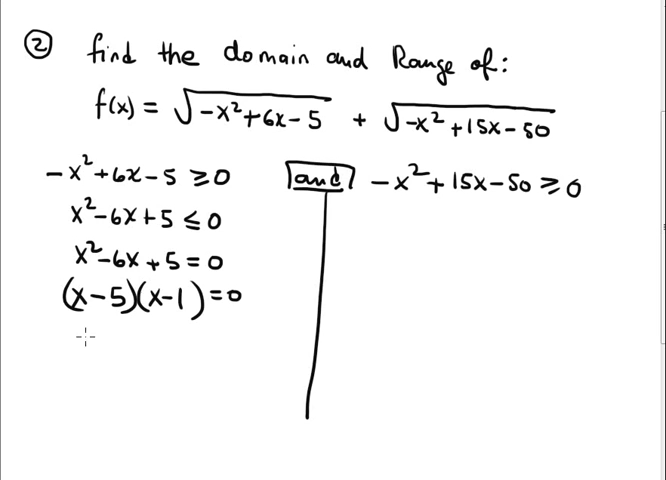 ② find the domain and Range of:
f(x) = √(-x²+6x-5) + √(-x²+15x-50)
-x²+6x-5 ≥0 and -x²+15x-50 ≥0
x²-6x+5 ≤ 0
x²-6x+5 = 0
(x-5)(x-1)=0